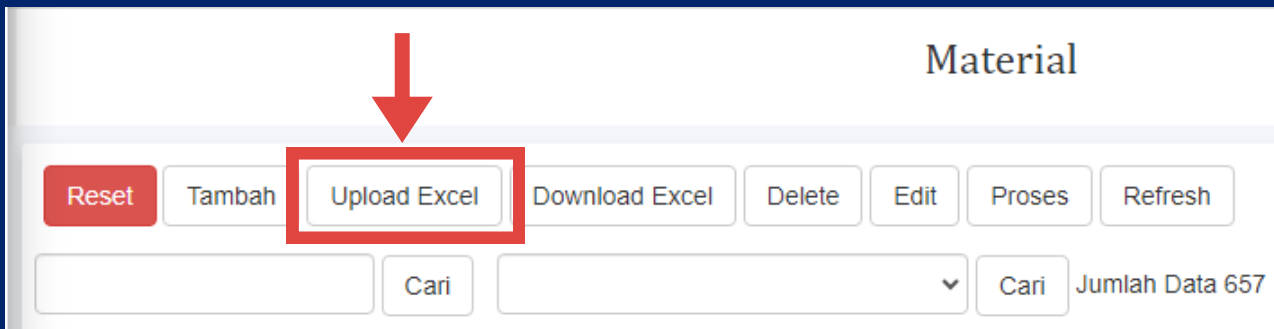 Material
Reset Tambah Upload Excel Download Excel Delete Edit Proses Refresh
Cari Cari Jumlah Data 657